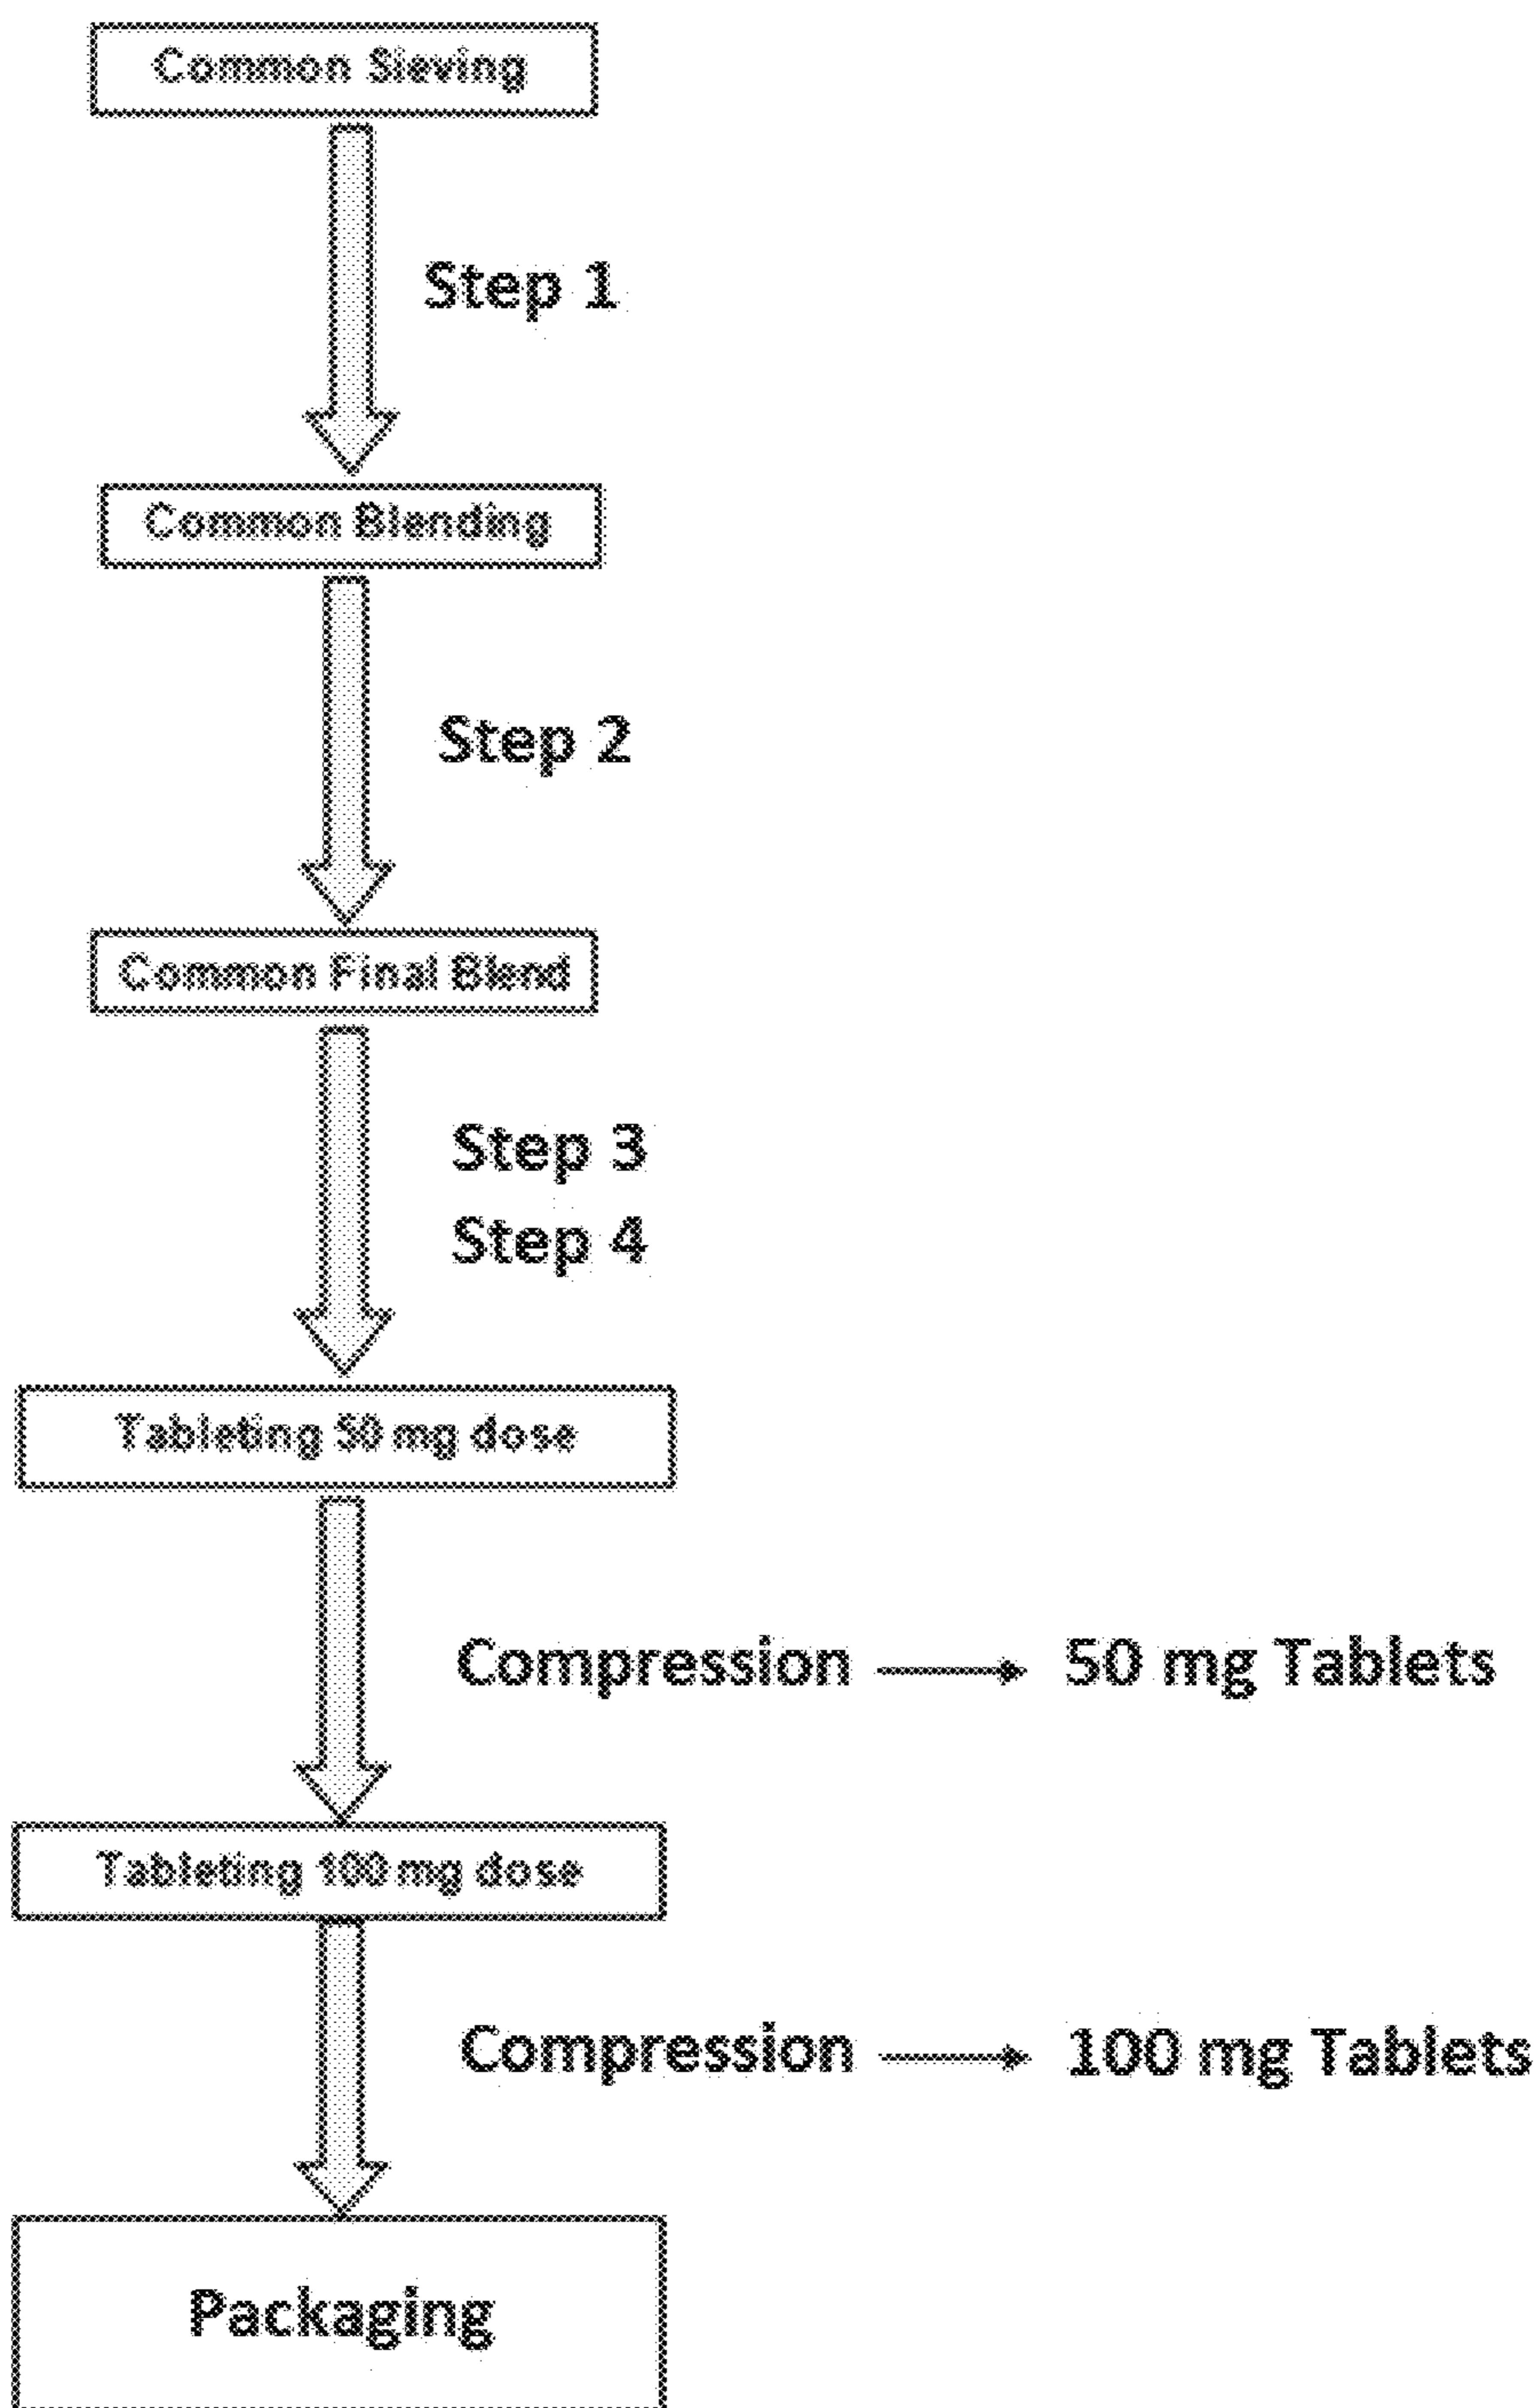 Common Sieving
Step 1
Common Blending
Step 2
Common Final Blend
Step 3
Step 4
Tableting 50 mg dose
Compression → 50 mg Tablets
Tableting 100 mg dose
Compression → 100 mg Tablets
Packaging